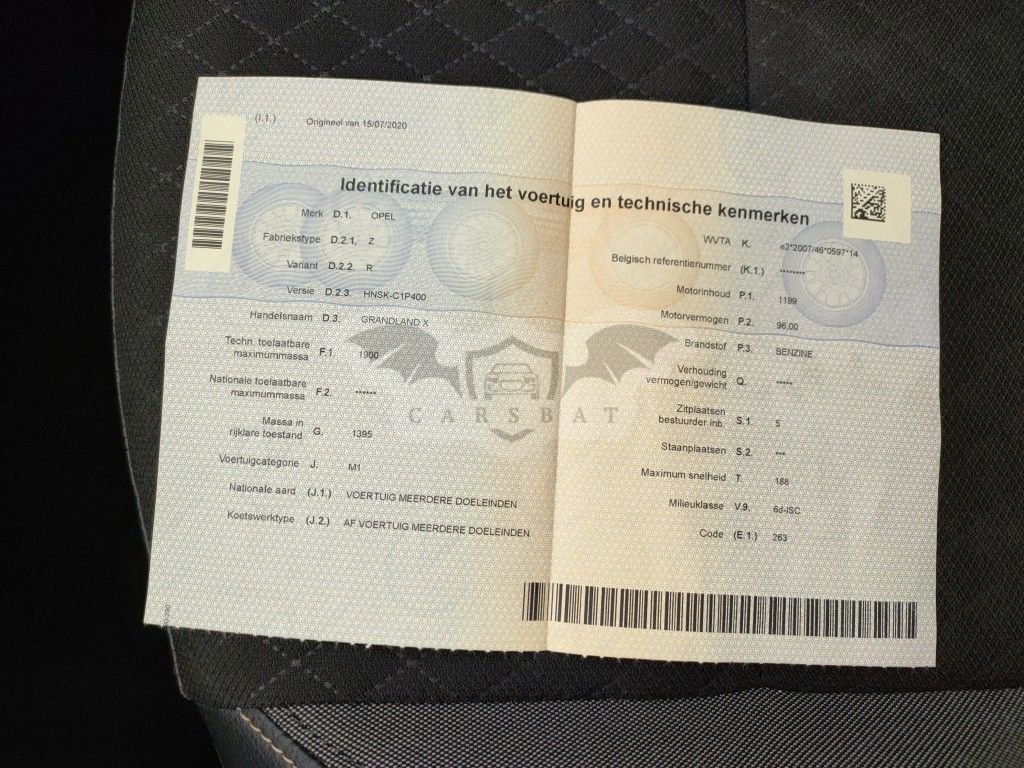 (I.1.) Origineel van 15/07/2020
Identificatie van het voertuig en technische kenmerken
Merk D.1. OPEL
Fabriekstype D.2.1. Z
Variant D.2.2. R
Versie D.2.3. HNSK-C1P400
Handelsnaam D.3. GRANDLAND X
Techn. toelaatbare
maximummassa F.1. 1900
Nationale toelaatbare
maximummassa F.2. ------
Massa in
rijklare toestand G. 1395
Voertuigcategorie J. M1
Nationale aard (J.1.) VOERTUIG MEERDERE DOELEINDEN
Koetswerktype (J.2.) AF VOERTUIG MEERDERE DOELEINDEN
WVTA K. e2*2007/46*0597*14
Belgisch referentienummer (K.1.) --------
Motorinhoud P.1. 1199
Motorvermogen P.2. 96,00
Brandstof P.3. BENZINE
Verhouding
vermogen/gewicht Q. -----
Zitplaatsen
bestuurder inb. S.1. 5
Staanplaatsen S.2. ---
Maximum snelheid T. 188
Milieuklasse V.9. 6d-ISC
Code (E.1.) 263
CARSBAT